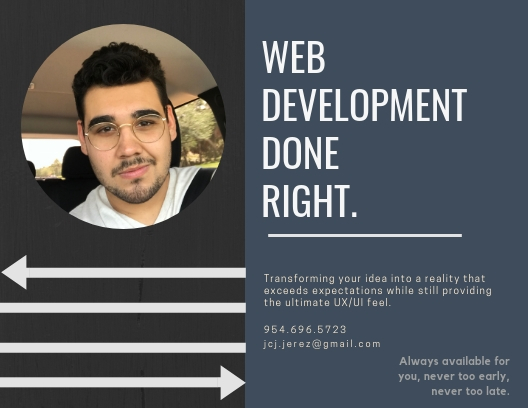 WEB
DEVELOPMENT
DONE
RIGHT.
Transforming your idea into a reality that
exceeds expectations while still providing
the ultimate UX/UI feel.
954.696.5723
jcj.jerez@gmail.com
Always available for
you, never too early,
never too late.